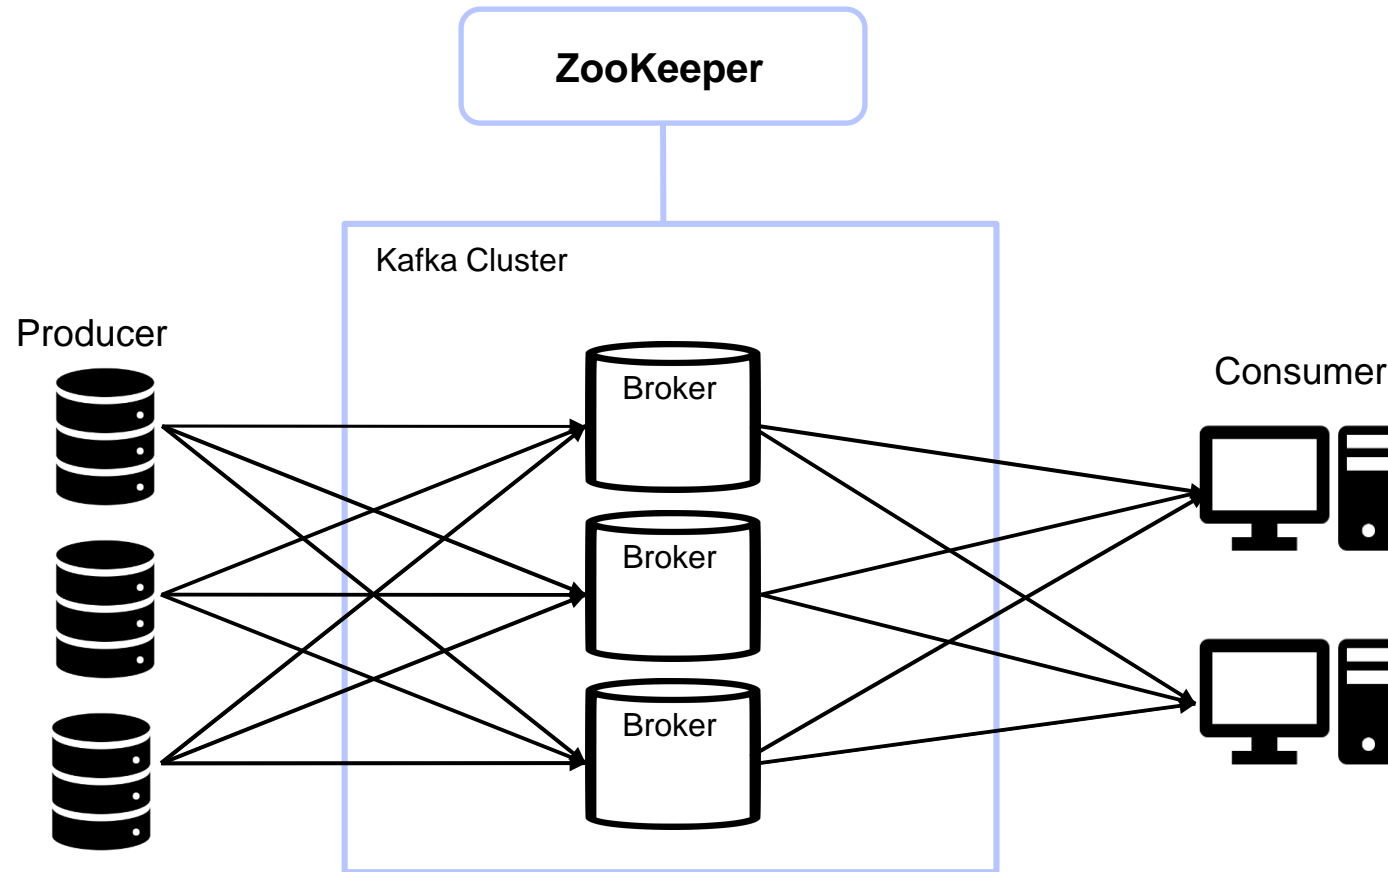 ZooKeeper
Kafka Cluster
Producer
Broker
Consumer
Broker
Broker